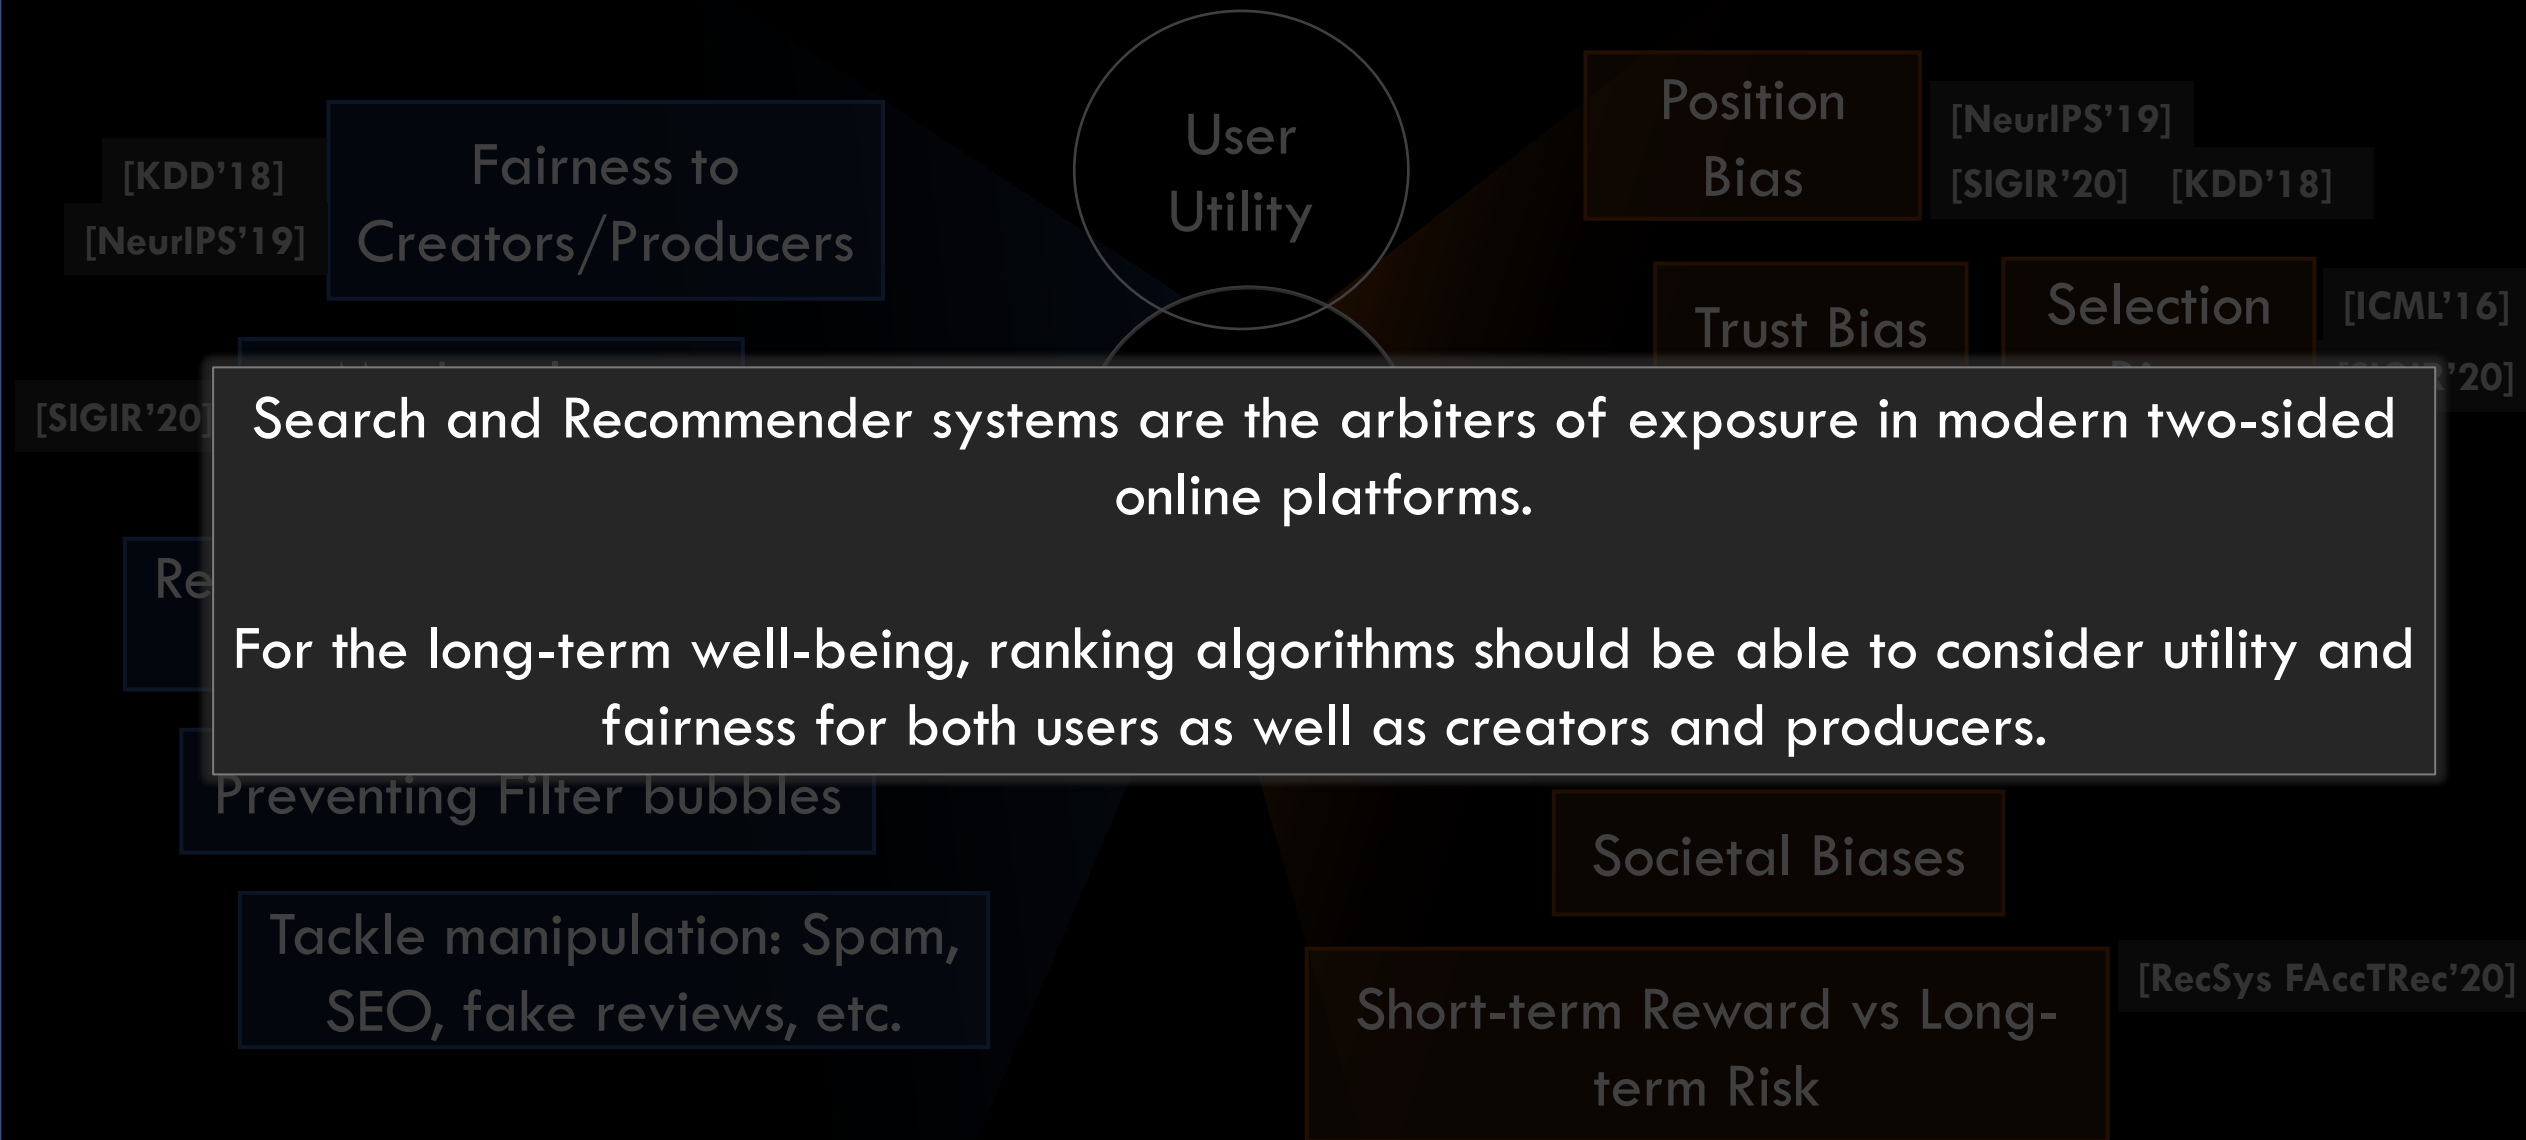 User
Utility
[KDD'18]
[NeurIPS'19]
Fairness to
Creators/Producers
Position
Bias
[NeurIPS'19]
[SIGIR'20] [KDD'18]
Trust Bias
Selection
[ICML'16]
[SIGIR'20]
Search and Recommender systems are the arbiters of exposure in modern two-sided
online platforms.
For the long-term well-being, ranking algorithms should be able to consider utility and
fairness for both users as well as creators and producers.
Preventing Filter bubbles
Tackle manipulation: Spam,
SEO, fake reviews, etc.
Societal Biases
Short-term Reward vs Long-
term Risk
[RecSys FAccTRec'20]